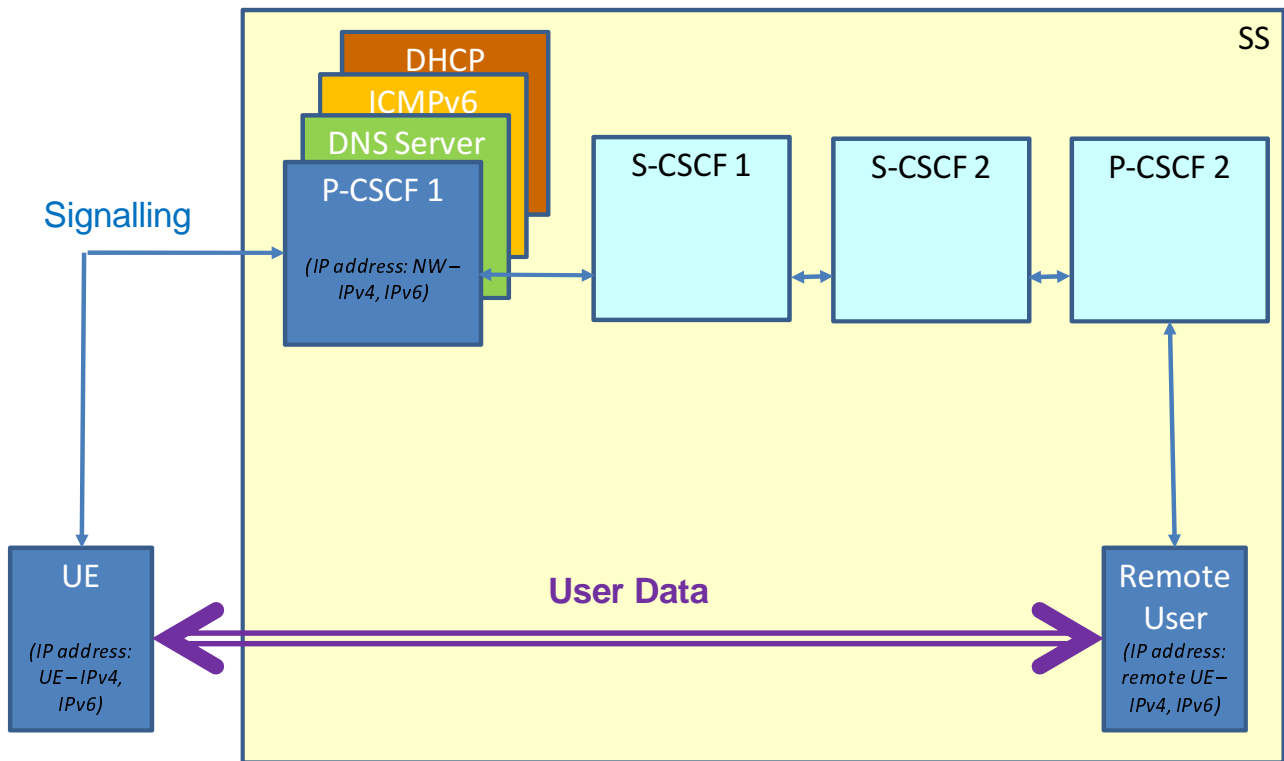 SS
DHCP
ICMPv6
DNS Server
P-CSCF 1
(IP address: NW –
IPv4, IPv6)
S-CSCF 1
S-CSCF 2
P-CSCF 2
Signalling
UE
(IP address:
UE – IPv4,
IPv6)
User Data
Remote
User
(IP address:
remote UE –
IPv4, IPv6)